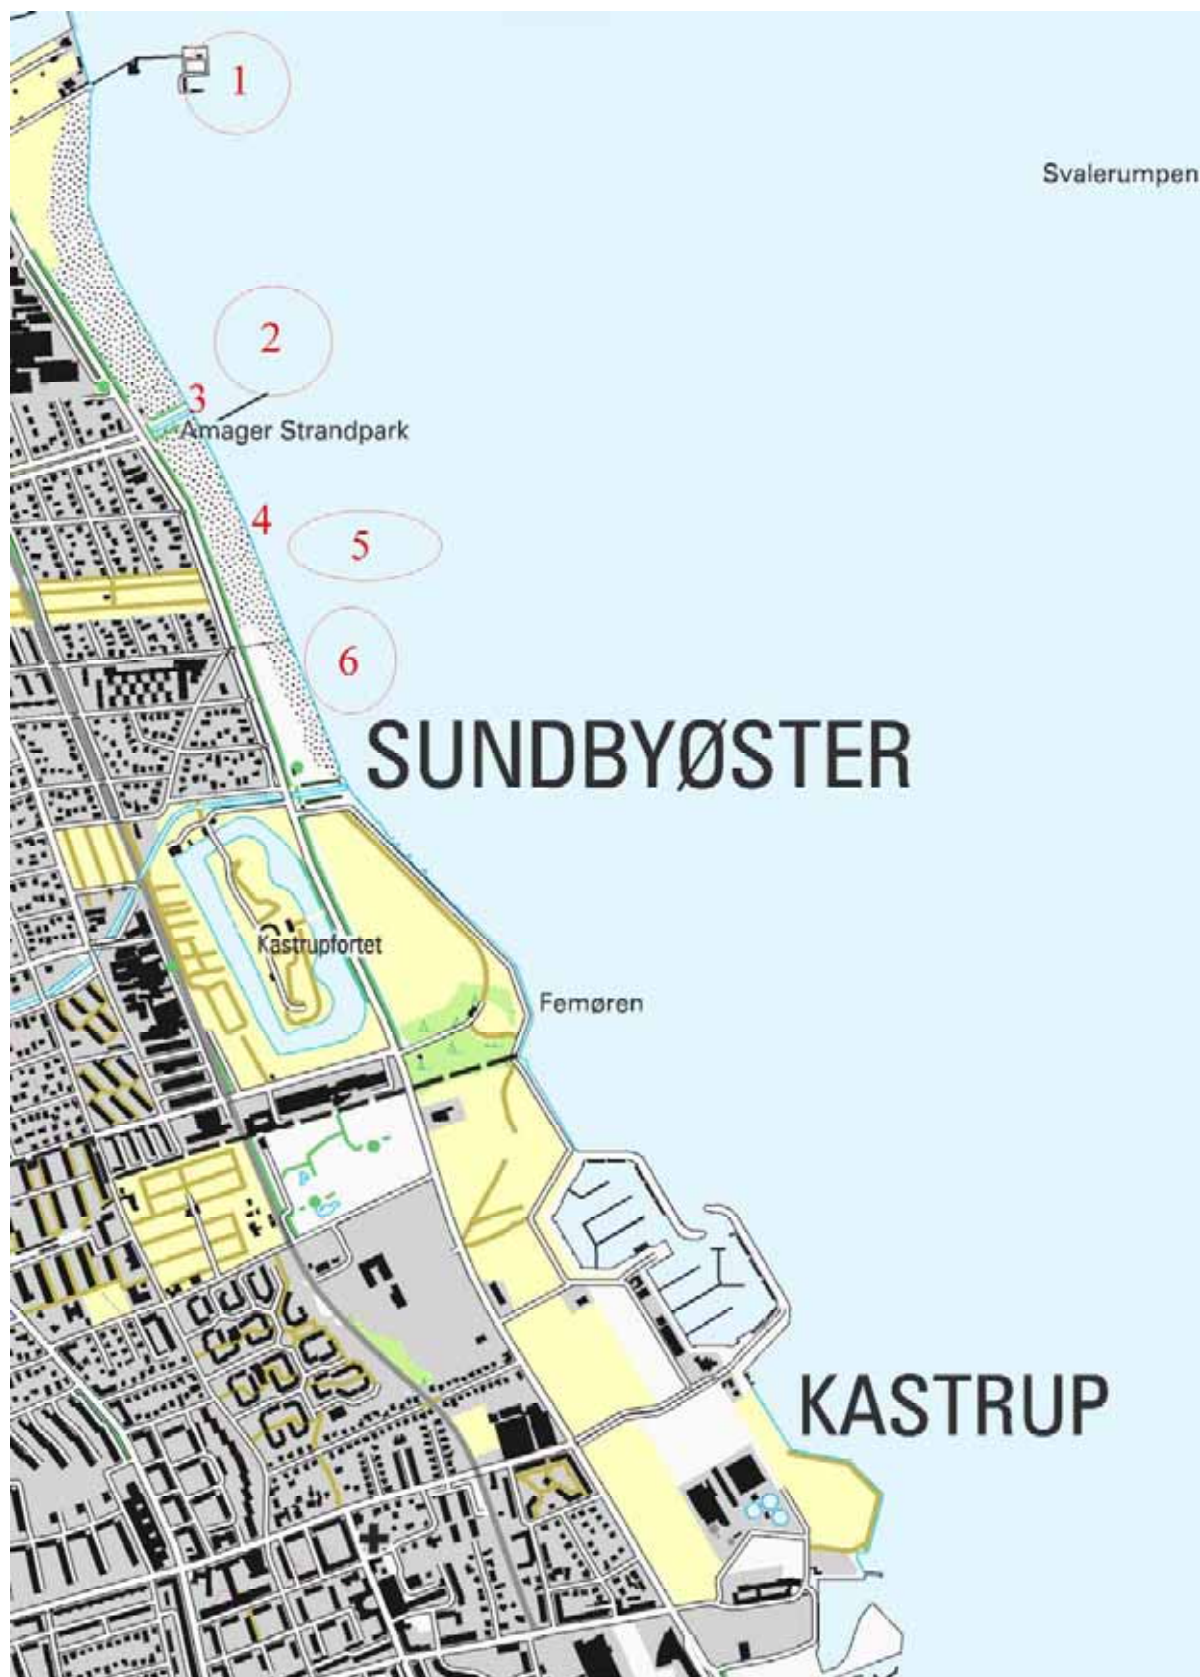 1
Svalerumpen
2
3
Amager Strandpark
4
5
6
SUNDBYØSTER
Kastrupfortet
Femøren
KASTRUP